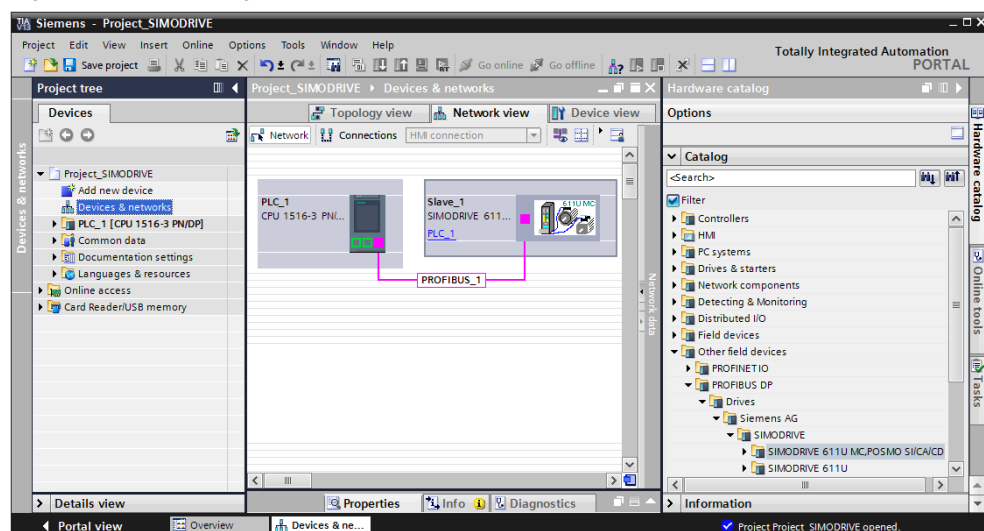 Siemens - Project_SIMODRIVE
Project Edit View Insert Online Options Tools Window Help
Totally Integrated Automation
PORTAL
Save project Go online Go offline
Project tree
Project_SIMODRIVE Devices & networks
Hardware catalog
Devices
Topology view Network view Device view
Options
Network Connections HMI connection
Catalog
<Search>
Filter
Project_SIMODRIVE
Add new device
Devices & networks
PLC_1 [CPU 1516-3 PN/DP]
Common data
Documentation settings
Languages & resources
Online access
Card Reader/USB memory
PLC_1
CPU 1516-3 PN/...
Slave_1
SIMODRIVE 611...
PLC_1
611U MC
PROFIBUS_1
Controllers
HMI
PC systems
Drives & starters
Network components
Detecting & Monitoring
Distributed I/O
Field devices
Other field devices
PROFINET IO
PROFIBUS DP
Drives
Siemens AG
SIMODRIVE
SIMODRIVE 611U MC,POSMO SI/CA/CD
SIMODRIVE 611U
Devices & networks
Network data
Hardware catalog
Online tools
Tasks
Details view
Properties Info Diagnostics
Information
Portal view Overview Devices & ne...
Project Project_SIMODRIVE opened.